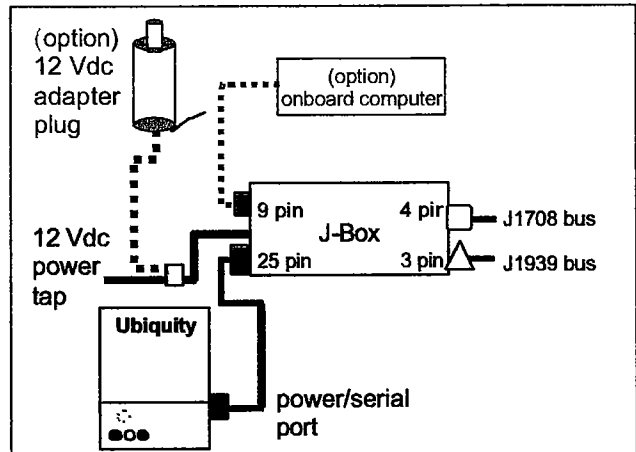 (option)
12 Vdc
adapter
plug
(option)
onboard computer
9 pin
4 pir
J-Box
J1708 bus
12 Vdc
power
tap
25 pin
3 pin
J1939 bus
Ubiquity
power/serial
port